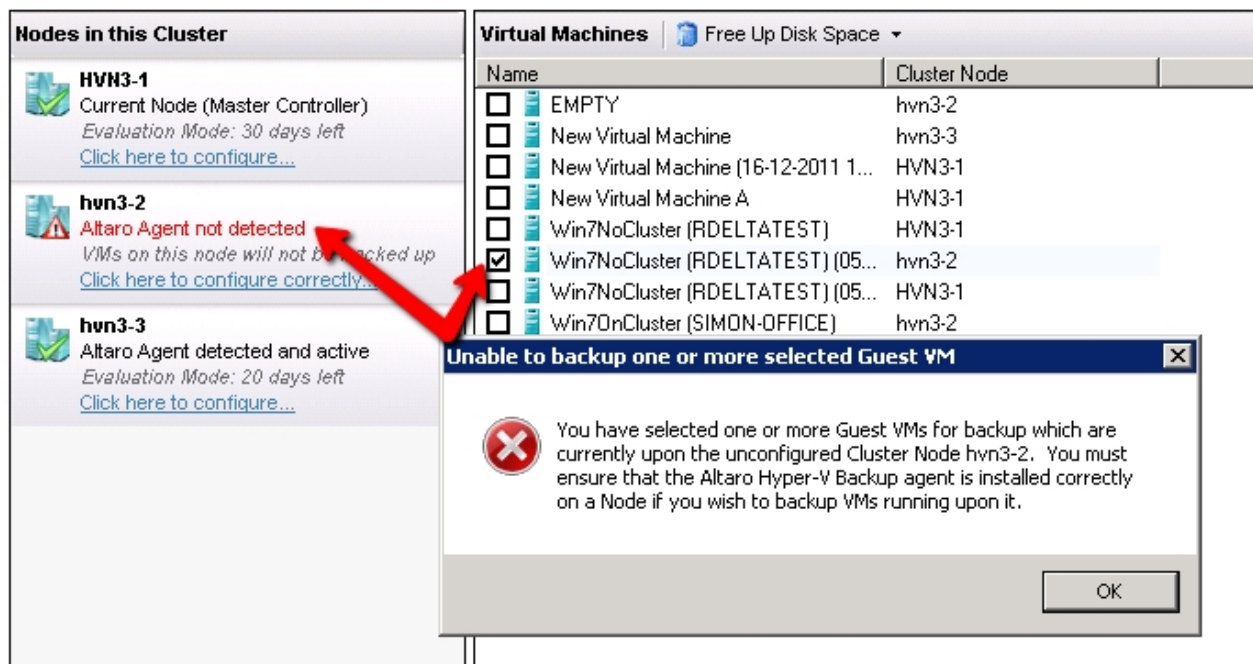 Nodes in this Cluster
HVN3-1
Current Node (Master Controller)
Evaluation Mode: 30 days left
Click here to configure...
hvn3-2
Altaro Agent not detected
VMs on this node will not be backed up
Click here to configure correctly...
hvn3-3
Altaro Agent detected and active
Evaluation Mode: 20 days left
Click here to configure...
Virtual Machines Free Up Disk Space
Name Cluster Node
EMPTY hvn3-2
New Virtual Machine hvn3-3
New Virtual Machine (16-12-2011 1... HVN3-1
New Virtual Machine A HVN3-1
Win7NoCluster (RDELTATEST) HVN3-1
Win7NoCluster (RDELTATEST) (05... hvn3-2
Win7NoCluster (RDELTATEST) (05... HVN3-1
Win7OnCluster (SIMON-OFFICE) hvn3-2
Unable to backup one or more selected Guest VM
You have selected one or more Guest VMs for backup which are
currently upon the unconfigured Cluster Node hvn3-2. You must
ensure that the Altaro Hyper-V Backup agent is installed correctly
on a Node if you wish to backup VMs running upon it.
OK